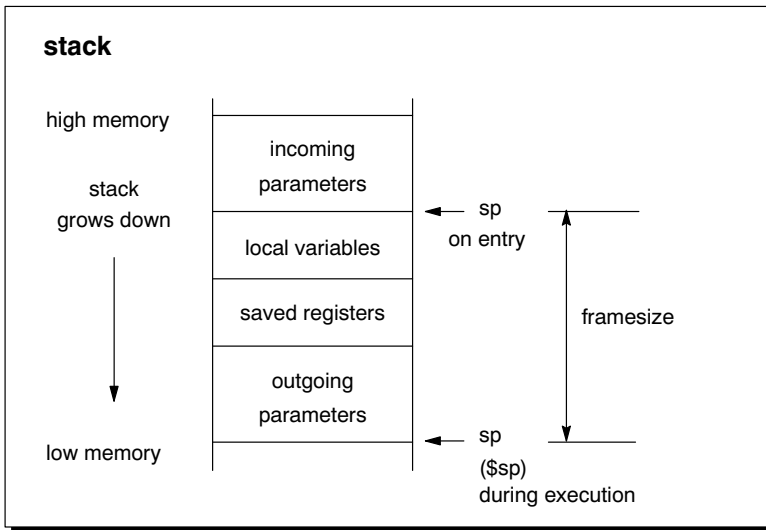 stack
high memory
incoming
parameters
stack
grows down
sp
on entry
local variables
saved registers
framesize
outgoing
parameters
low memory
sp
($sp)
during execution